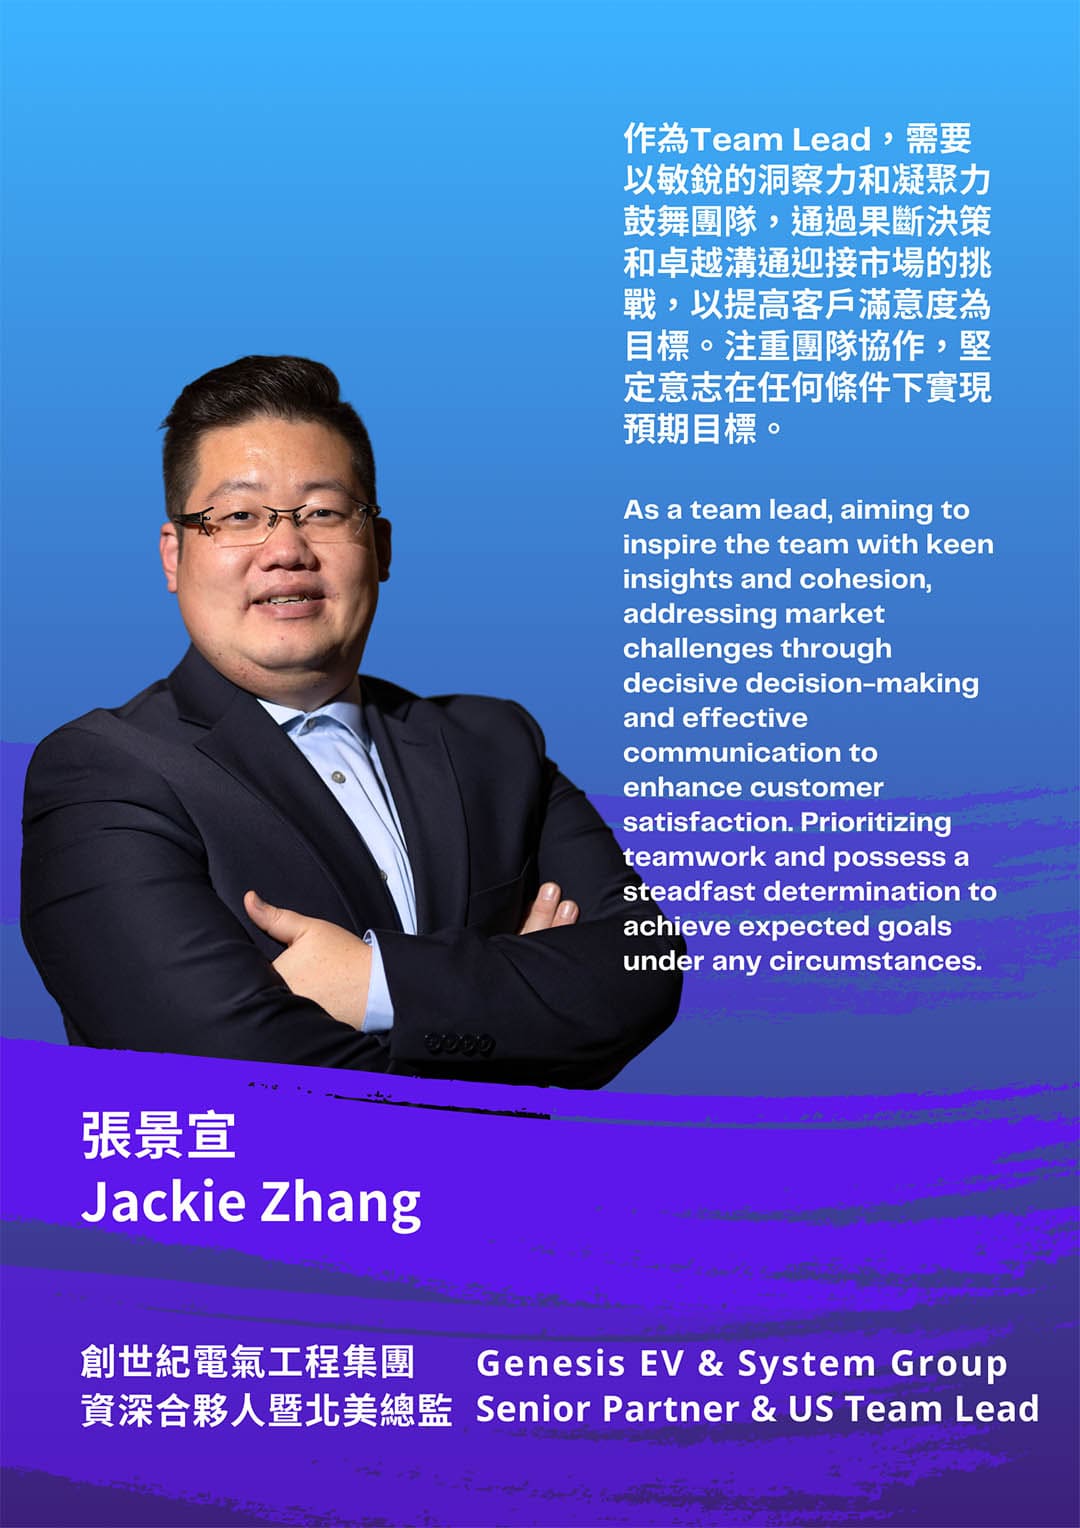 作為Team Lead，需要
以敏銳的洞察力和凝聚力
鼓舞團隊，通過果斷決策
和卓越溝通迎接市場的挑
戰，以提高客戶滿意度為
目標。注重團隊協作，堅
定意志在任何條件下實現
預期目標。
As a team lead, aiming to
inspire the team with keen
insights and cohesion,
addressing market
challenges through
decisive decision-making
and effective
communication to
enhance customer
satisfaction. Prioritizing
teamwork and possess a
steadfast determination to
achieve expected goals
under any circumstances.
張景宣
Jackie Zhang
創世紀電氣工程集團
資深合夥人暨北美總監
Genesis EV & System Group
Senior Partner & US Team Lead